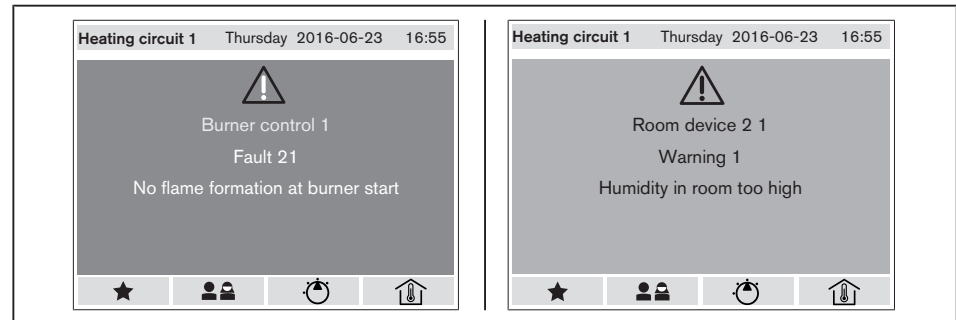 Heating circuit 1 Thursday 2016-06-23 16:55
Burner control 1
Fault 21
No flame formation at burner start
Heating circuit 1 Thursday 2016-06-23 16:55
Room device 2 1
Warning 1
Humidity in room too high